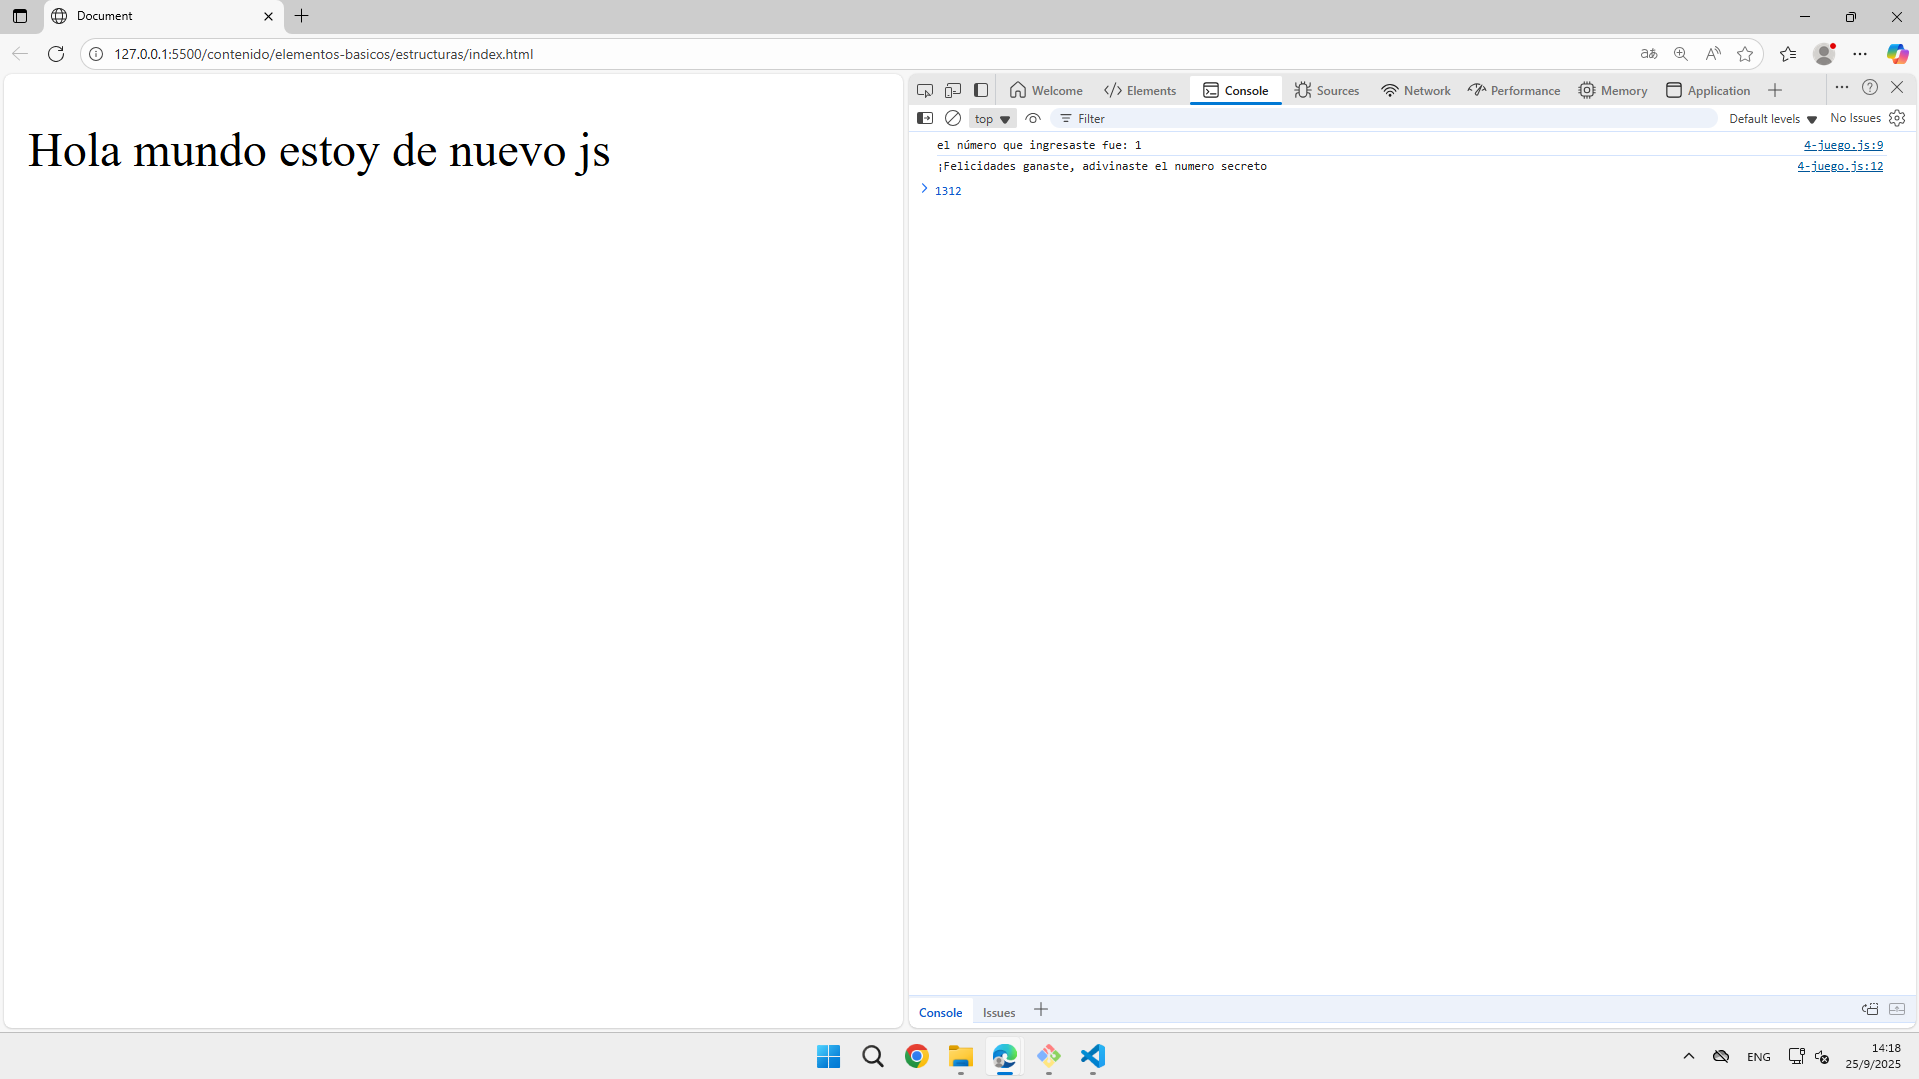 Document
127.0.0.1:5500/contenido/elementos-basicos/estructuras/index.html
Hola mundo estoy de nuevo js
Welcome Elements Console Sources Network Performance Memory Application
top Filter Default levels No Issues
el número que ingresaste fue: 1 4-juego.js:9
¡Felicidades ganaste, adivinaste el numero secreto 4-juego.js:12
> 1312
Console Issues
ENG
14:18
25/9/2025